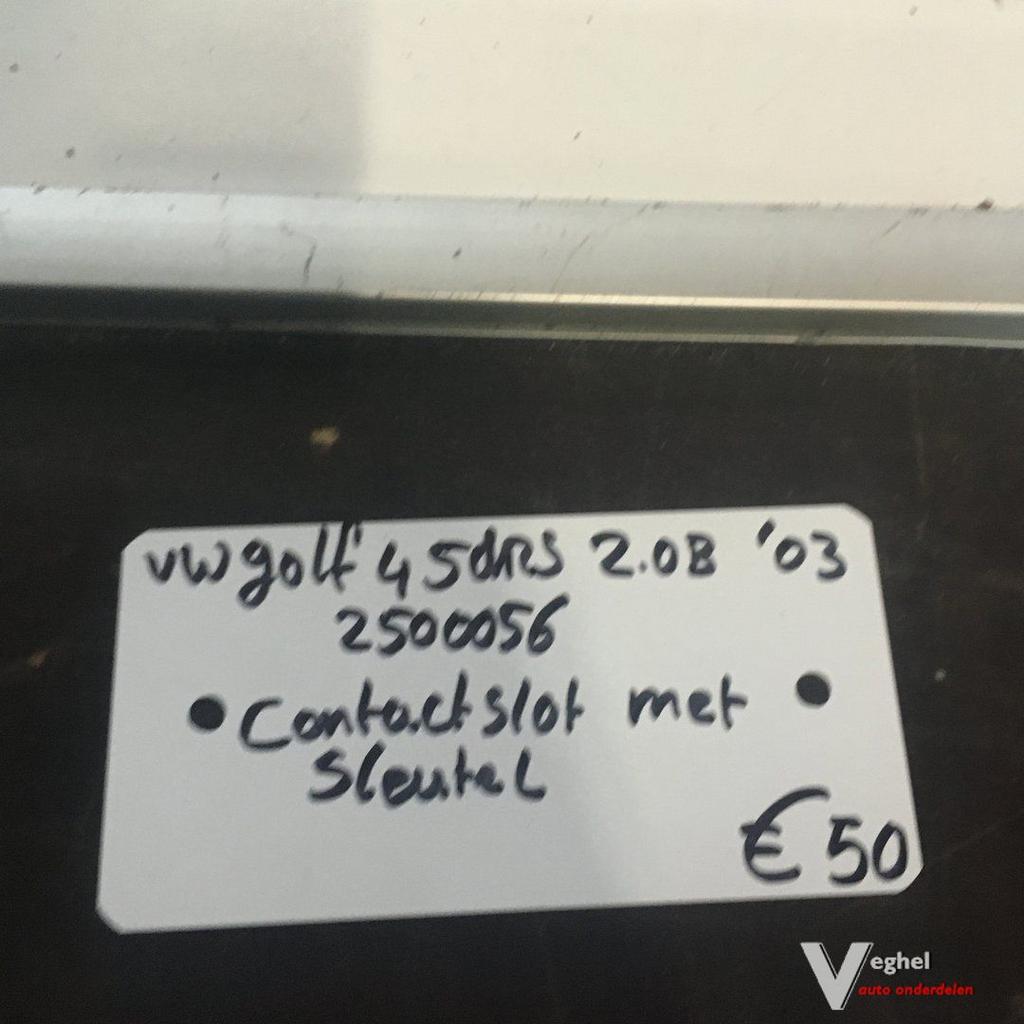 vw golf 4 5drs 2.0B '03
2500056
• Contactslot met •
Sleutel
€50
Veghel
auto onderdelen